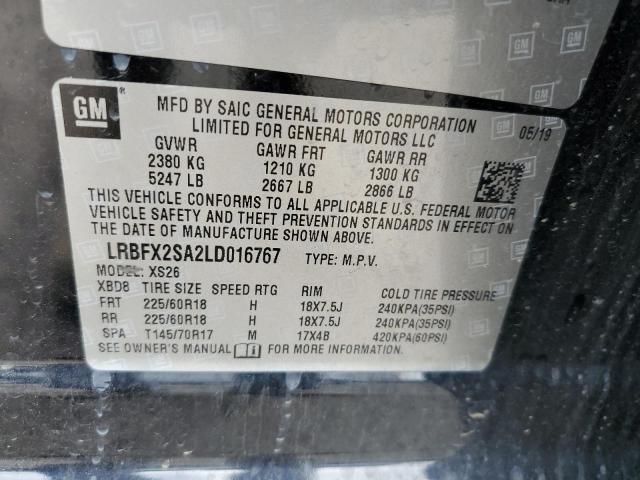 GM
MFD BY SAIC GENERAL MOTORS CORPORATION
LIMITED FOR GENERAL MOTORS LLC
05/19
GVWR GAWR FRT GAWR RR
2380 KG 1210 KG 1300 KG
5247 LB 2667 LB 2866 LB
THIS VEHICLE CONFORMS TO ALL APPLICABLE U.S. FEDERAL MOTOR
VEHICLE SAFETY AND THEFT PREVENTION STANDARDS IN EFFECT ON
THE DATE OF MANUFACTURE SHOWN ABOVE.
LRBFX2SA2LD016767 TYPE: M.P.V.
MODEL: XS26
XBD8 TIRE SIZE SPEED RTG RIM COLD TIRE PRESSURE
FRT 225/60R18 H 18X7.5J 240KPA(35PSI)
RR 225/60R18 H 18X7.5J 240KPA(35PSI)
SPA T145/70R17 M 17X4B 420KPA(60PSI)
SEE OWNER'S MANUAL FOR MORE INFORMATION.